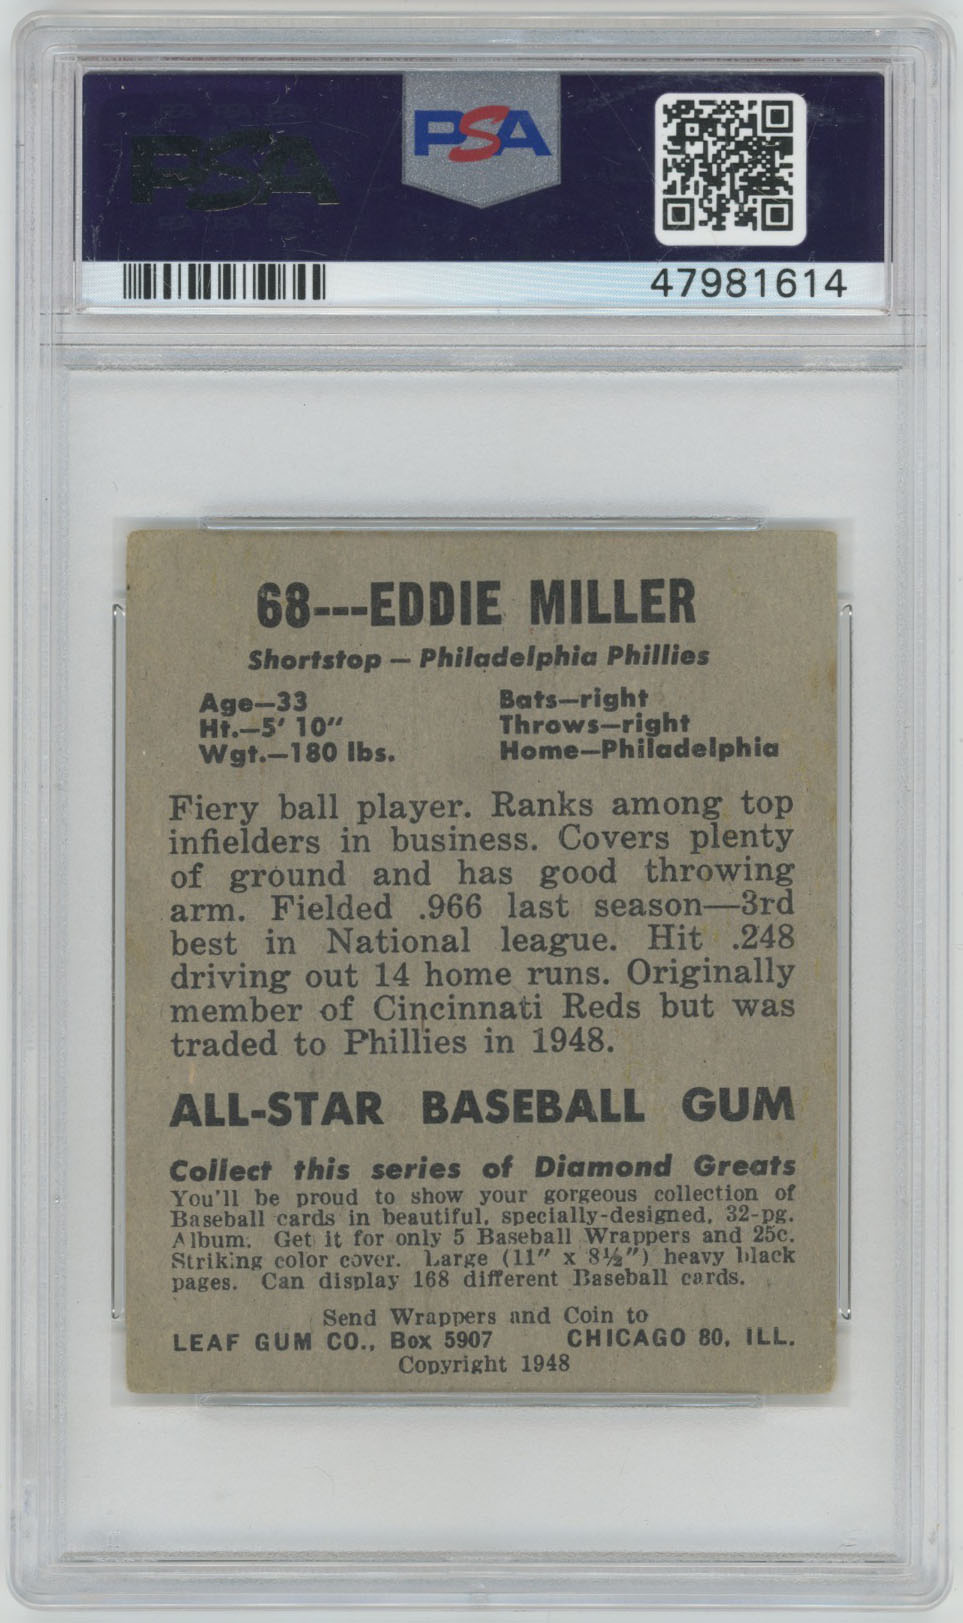 PSA
PSA
47981614
68---EDDIE MILLER
Shortstop — Philadelphia Phillies
Age—33
Bats—right
Ht.—5' 10"
Throws—right
Wgt.—180 lbs.
Home—Philadelphia
Fiery ball player. Ranks among top
infielders in business. Covers plenty
of ground and has good throwing
arm. Fielded .966 last season—3rd
best in National league. Hit .248
driving out 14 home runs. Originally
member of Cincinnati Reds but was
traded to Phillies in 1948.
ALL-STAR BASEBALL GUM
Collect this series of Diamond Greats
You'll be proud to show your gorgeous collection of
Baseball cards in beautiful, specially-designed, 32-pg.
Album. Get it for only 5 Baseball Wrappers and 25c.
Striking color cover. Large (11" x 8½") heavy black
pages. Can display 168 different Baseball cards.
Send Wrappers and Coin to
LEAF GUM CO., Box 5907 CHICAGO 80, ILL.
Copyright 1948